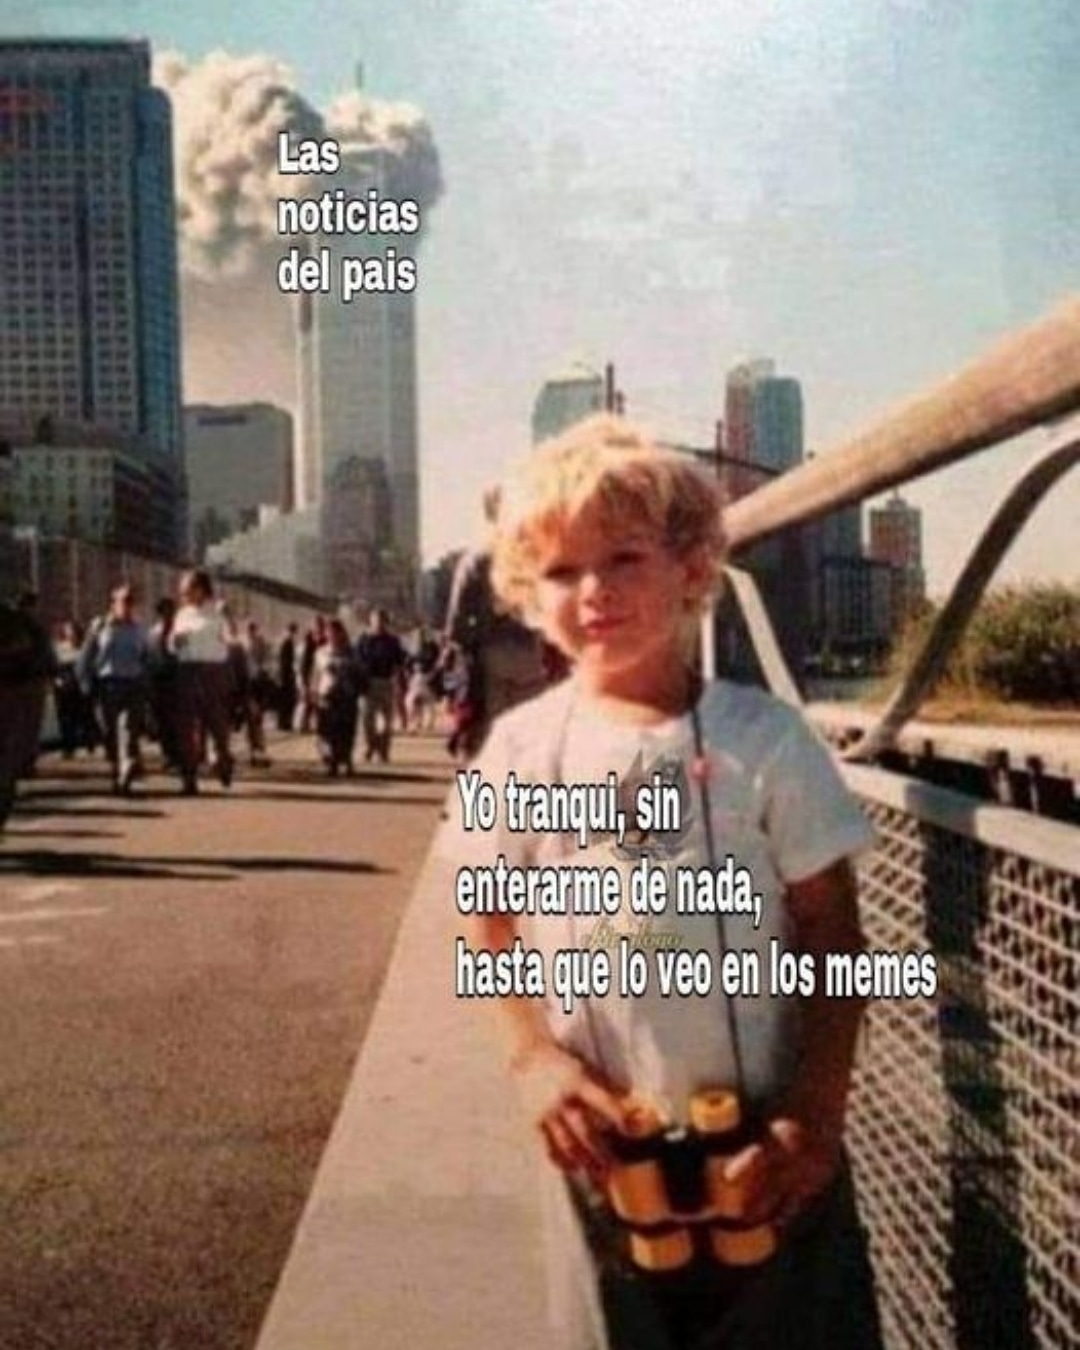 Las
noticias
del pais
Yo tranqui, sin
enterarme de nada,
hasta que lo veo en los memes